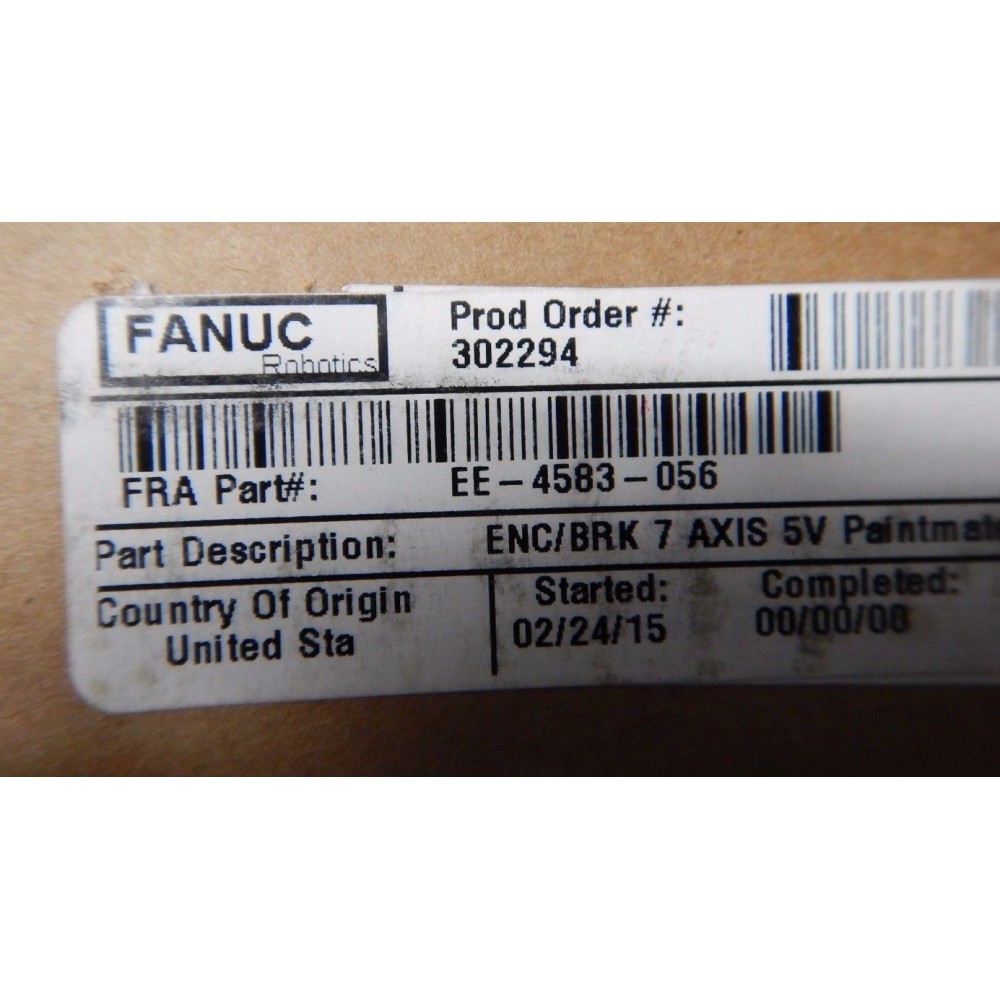 FANUC
Robotics
Prod Order #:
302294
FRA Part#: EE-4583-056
Part Description: ENC/BRK 7 AXIS 5V Paintmat
Country Of Origin
United Sta
Started:
02/24/15
Completed:
00/00/00